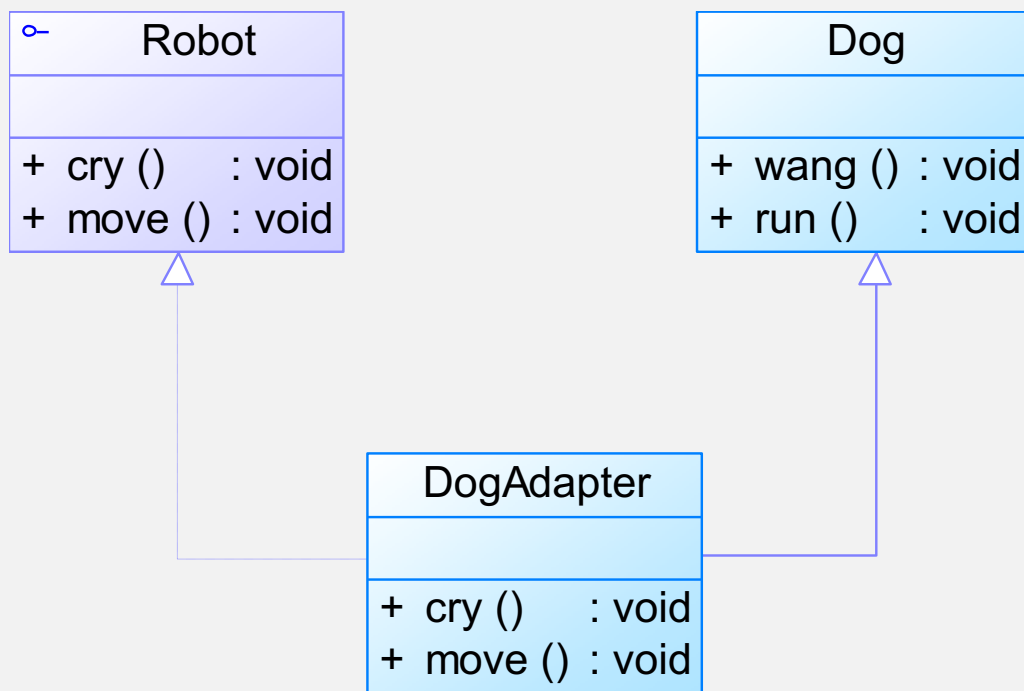 Robot
+ cry () : void
+ move () : void
Dog
+ wang () : void
+ run () : void
DogAdapter
+ cry () : void
+ move () : void